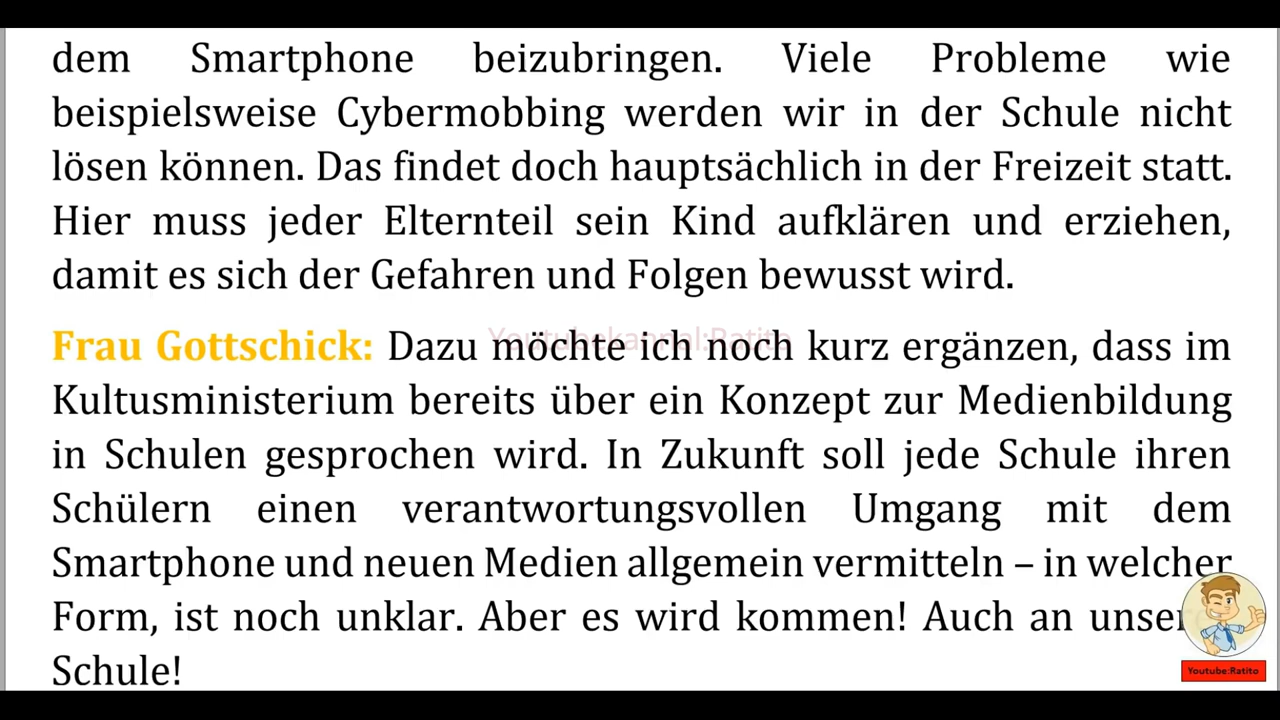 dem Smartphone beizubringen. Viele Probleme wie
beispielsweise Cybermobbing werden wir in der Schule nicht
lösen können. Das findet doch hauptsächlich in der Freizeit statt.
Hier muss jeder Elternteil sein Kind aufklären und erziehen,
damit es sich der Gefahren und Folgen bewusst wird.
Youtubekannal:Ratito
Frau Gottschick: Dazu möchte ich noch kurz ergänzen, dass im
Kultusministerium bereits über ein Konzept zur Medienbildung
in Schulen gesprochen wird. In Zukunft soll jede Schule ihren
Schülern einen verantwortungsvollen Umgang mit dem
Smartphone und neuen Medien allgemein vermitteln – in welcher
Form, ist noch unklar. Aber es wird kommen! Auch an unserer
Schule!
Youtube:Ratito